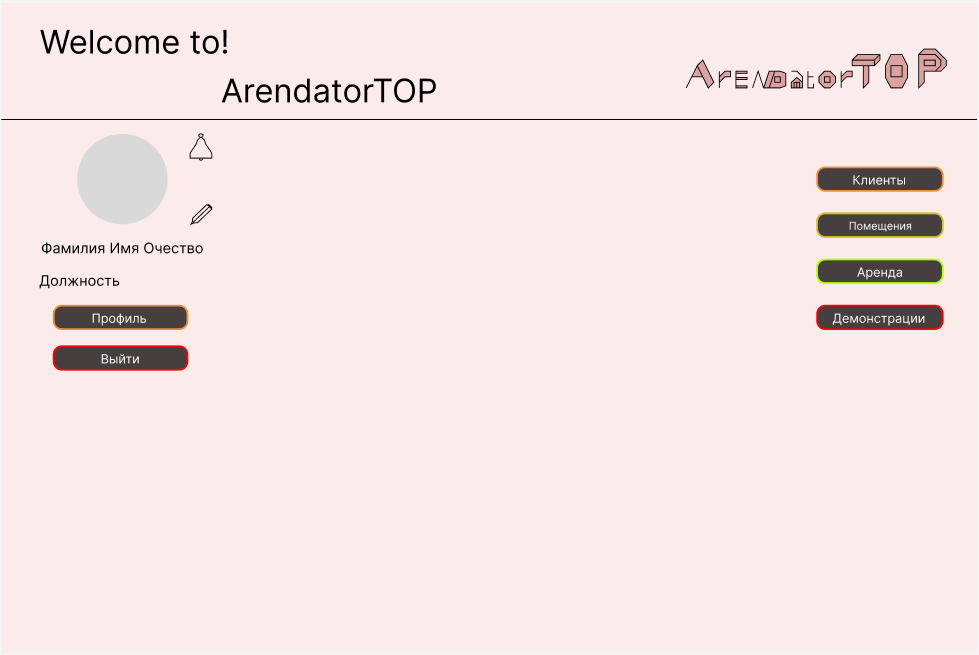 Welcome to!
ArendatorTOP
ArENDatorTOP
Фамилия Имя Очество
Должность
Профиль
Выйти
Клиенты
Помещения
Аренда
Демонстрации